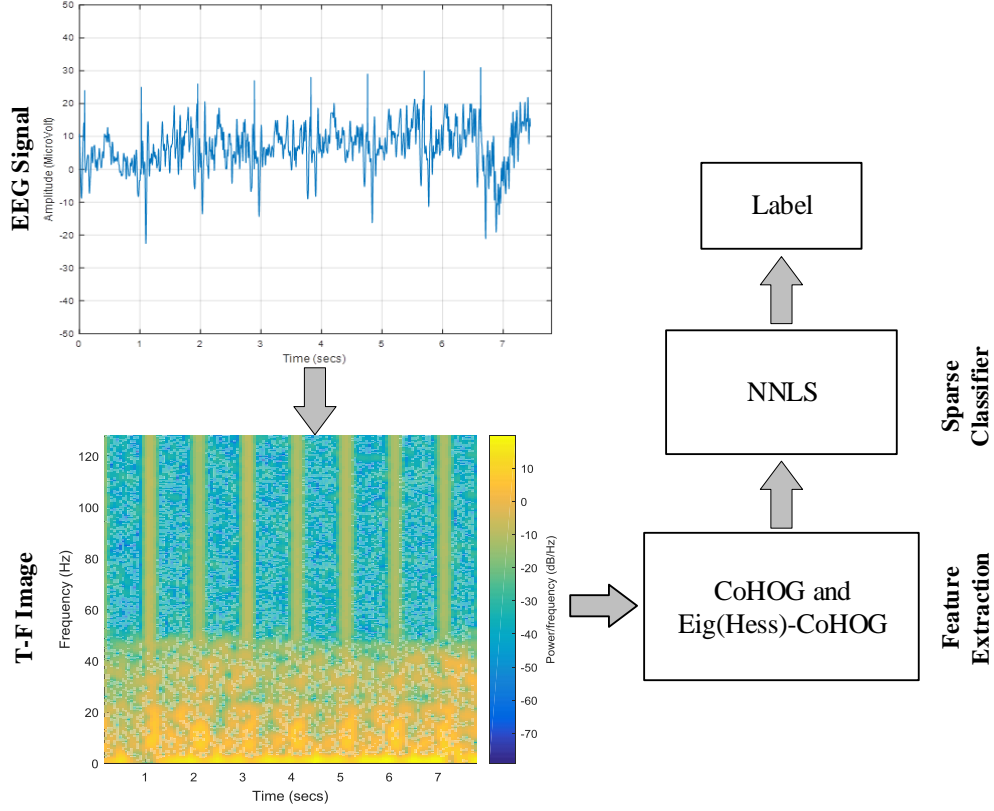 EEG Signal
Amplitude (MicroVolt)
50
40
30
20
10
0
-10
-20
-30
-40
-50
0 1 2 3 4 5 6 7
Time (secs)
T-F Image
Frequency (Hz)
120
100
80
60
40
20
0
1 2 3 4 5 6 7
Time (secs)
10
0
-10
-20
-30
-40
-50
-60
-70
Power/frequency (dB/Hz)
Label
NNLS
Sparse
Classifier
CoHOG and
Eig(Hess)-CoHOG
Feature
Extraction